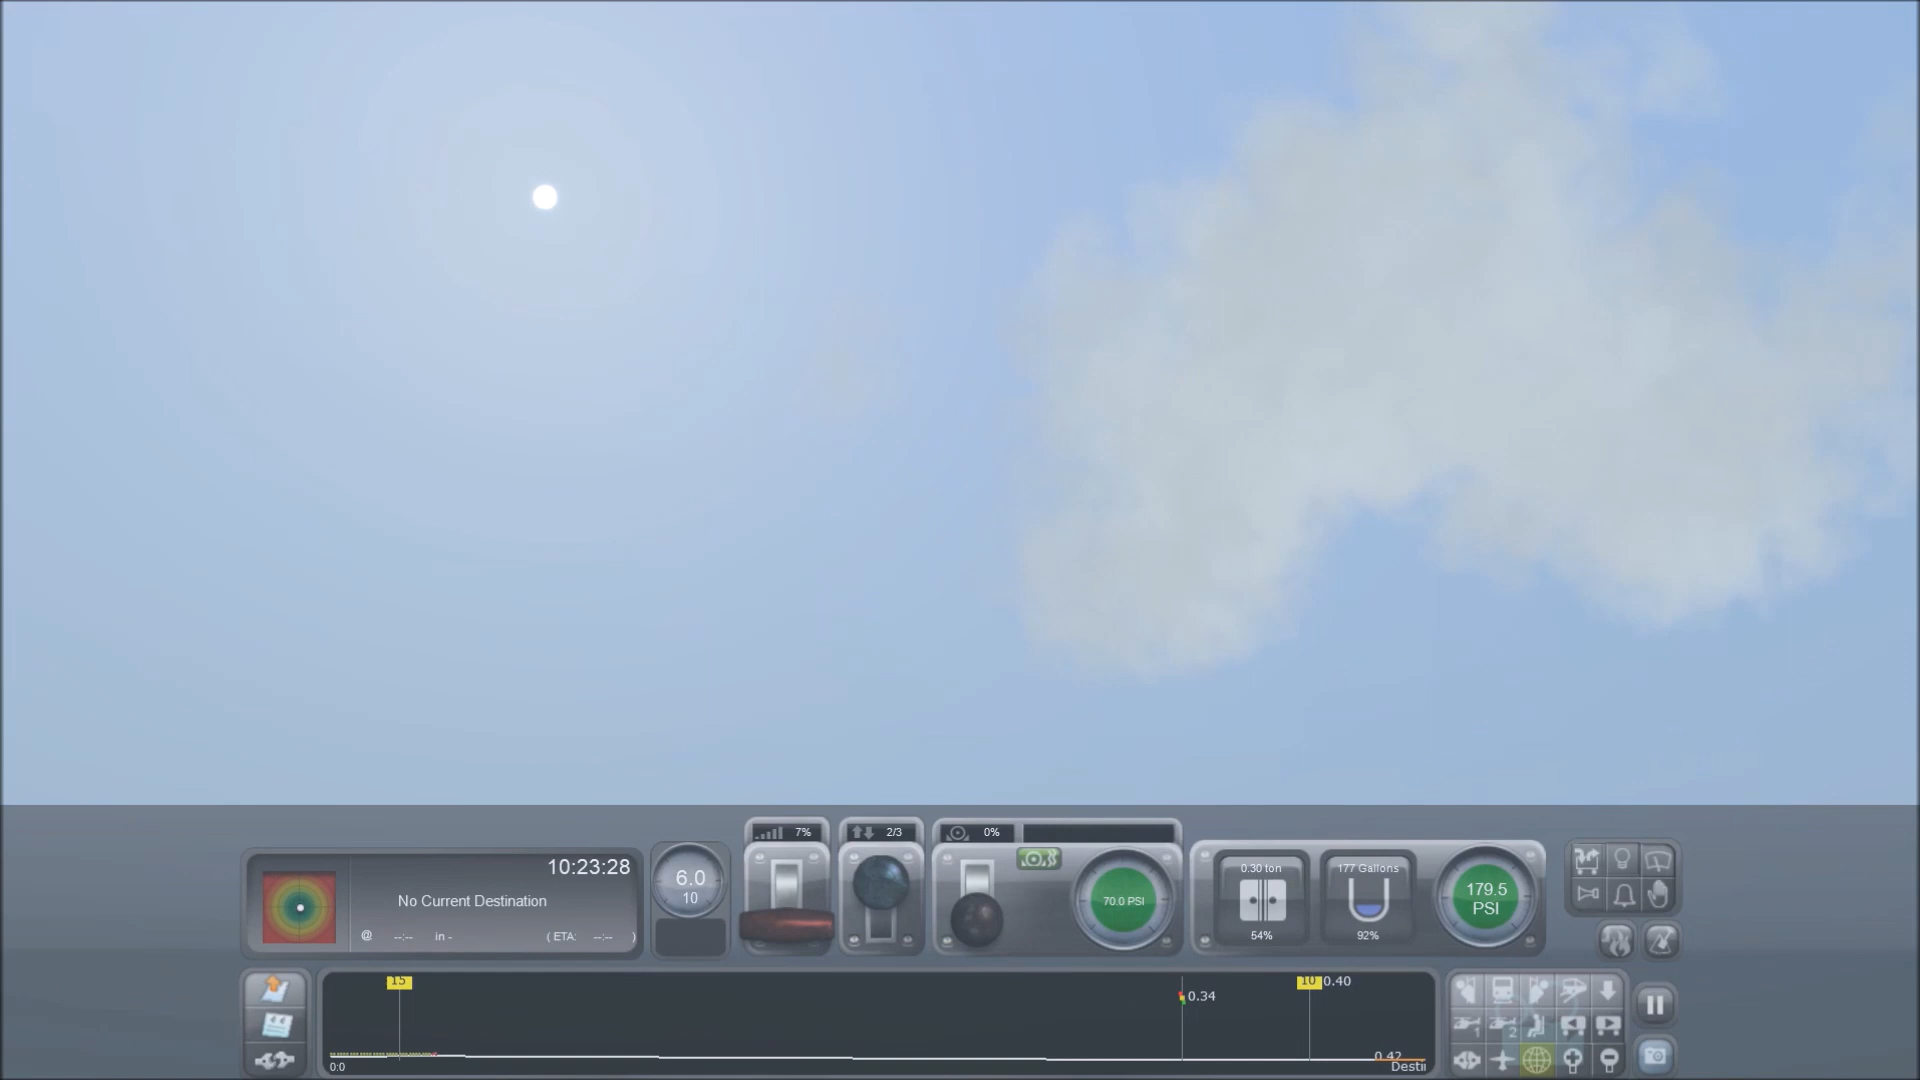 7%
2/3
0%
10:23:28
No Current Destination
@ --:-- in - ( ETA: --:-- )
6.0
10
70.0 PSI
0.30 ton
54%
177 Gallons
92%
179.5
PSI
15
10 0.40
0.34
0.42
0:0
Desti
1
2